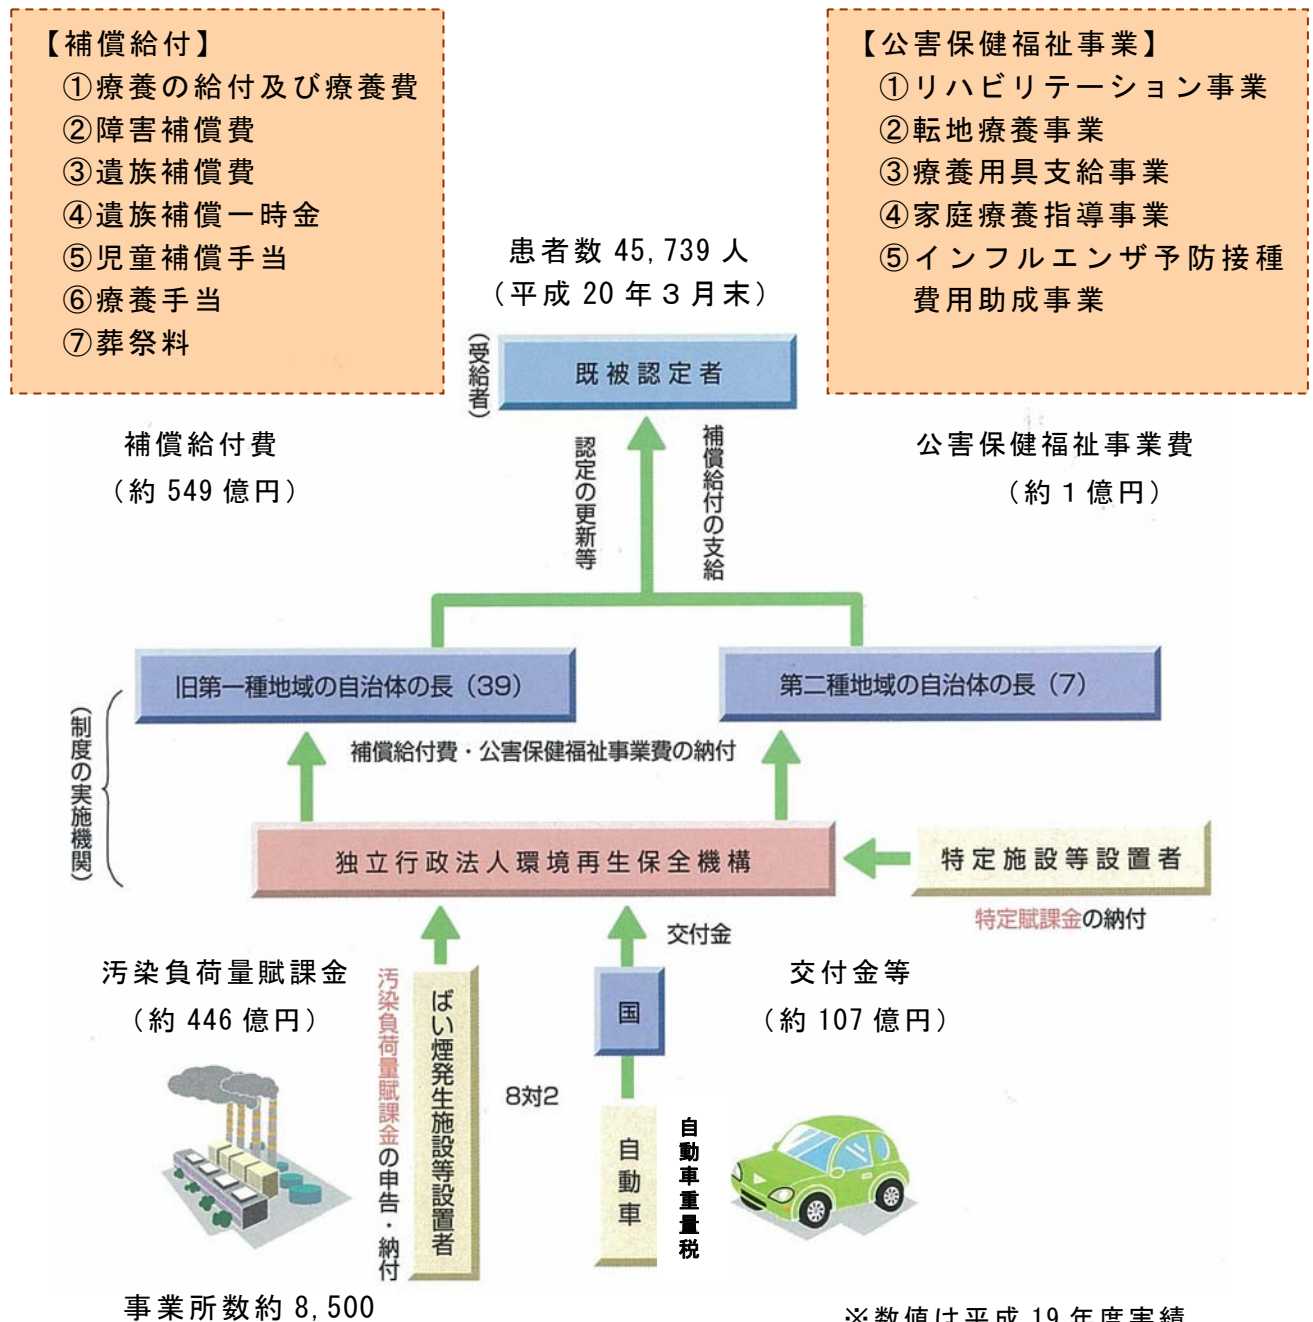 【補償給付】
①療養の給付及び療養費
②障害補償費
③遺族補償費
④遺族補償一時金
⑤児童補償手当
⑥療養手当
⑦葬祭料
【公害保健福祉事業】
①リハビリテーション事業
②転地療養事業
③療養用具支給事業
④家庭療養指導事業
⑤インフルエンザ予防接種
費用助成事業
患者数 45,739 人
（平成 20 年 3 月末）
（受給者）
既被認定者
補償給付費
（約 549 億円）
認定の更新等
補償給付の支給
公害保健福祉事業費
（約 1 億円）
旧第一種地域の自治体の長（39）
第二種地域の自治体の長（7）
（制度の実施機関）
補償給付費・公害保健福祉事業費の納付
独立行政法人環境再生保全機構
特定施設等設置者
特定賦課金の納付
交付金
汚染負荷量賦課金
（約 446 億円）
汚染負荷量賦課金の申告・納付
ばい煙発生施設等設置者
8対2
国
自動車
自動車重量税
交付金等
（約 107 億円）
事業所数約 8,500
※数値は平成 19 年度実績